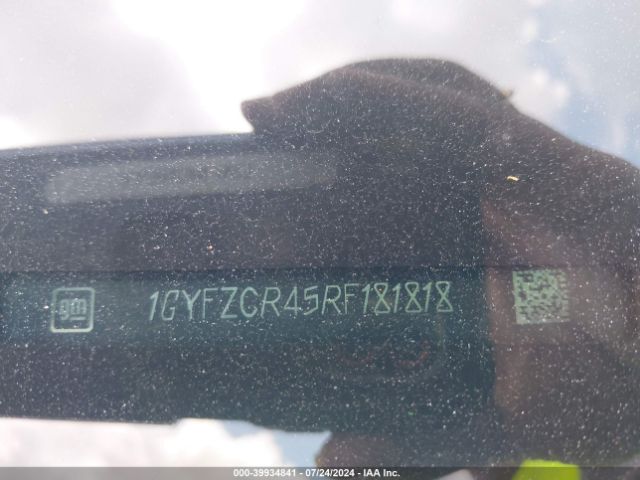 gm 1GYFZCR45RF181818
000-39934841 - 07/24/2024 - IAA Inc.